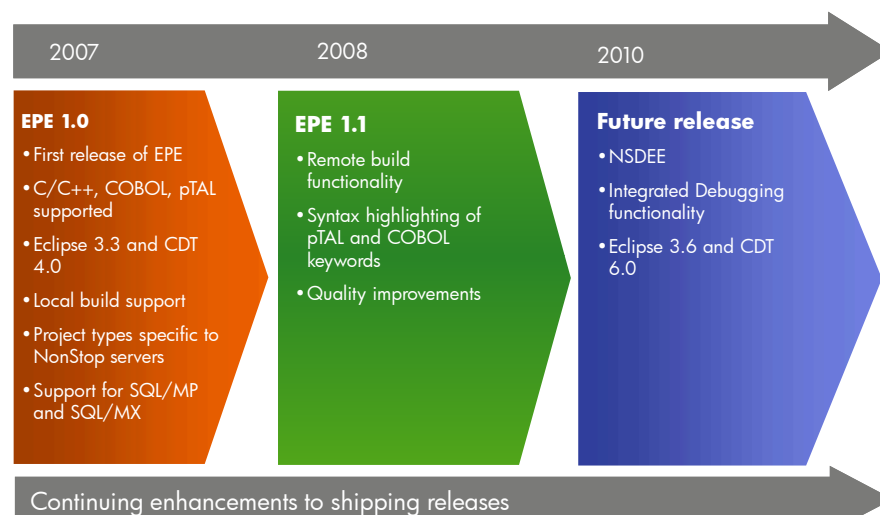 2007
2008
2010
EPE 1.0
•First release of EPE
•C/C++, COBOL, pTAL
supported
•Eclipse 3.3 and CDT
4.0
•Local build support
•Project types specific to
NonStop servers
•Support for SQL/MP
and SQL/MX
EPE 1.1
•Remote build
functionality
•Syntax highlighting of
pTAL and COBOL
keywords
•Quality improvements
Future release
•NSDEE
•Integrated Debugging
functionality
•Eclipse 3.6 and CDT
6.0
Continuing enhancements to shipping releases